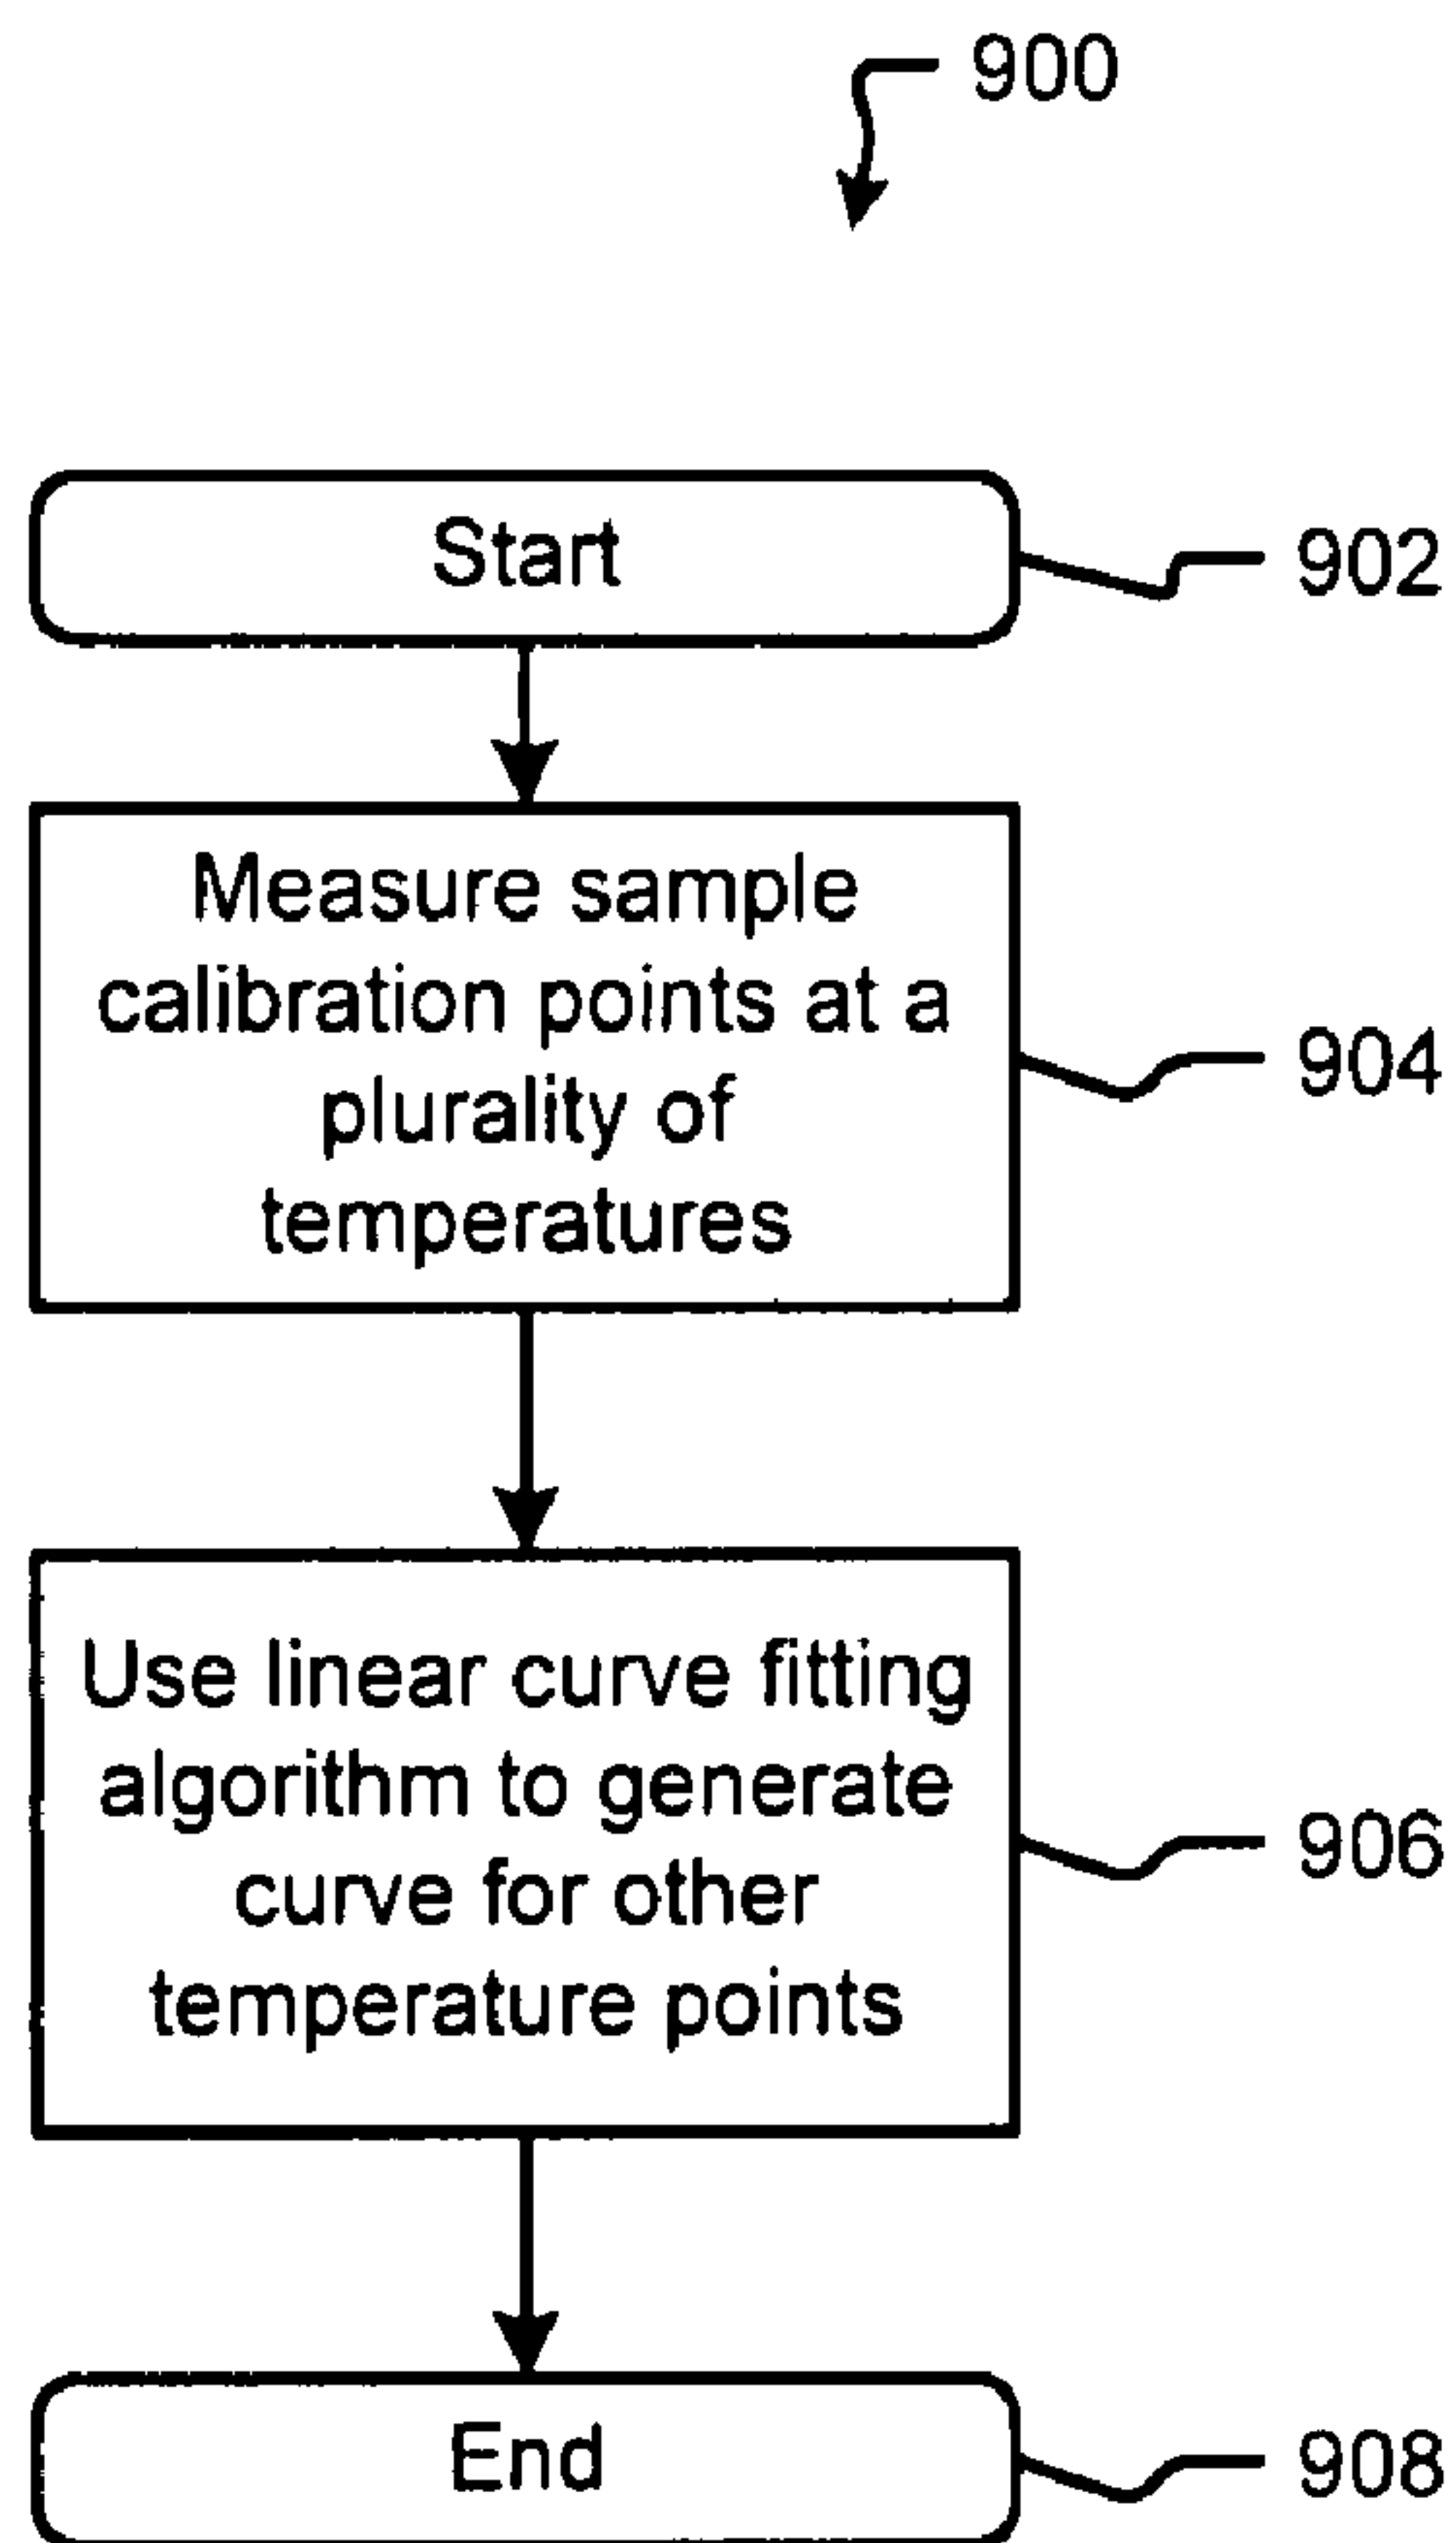 900
Start
902
Measure sample
calibration points at a
plurality of
temperatures
904
Use linear curve fitting
algorithm to generate
curve for other
temperature points
906
End
908